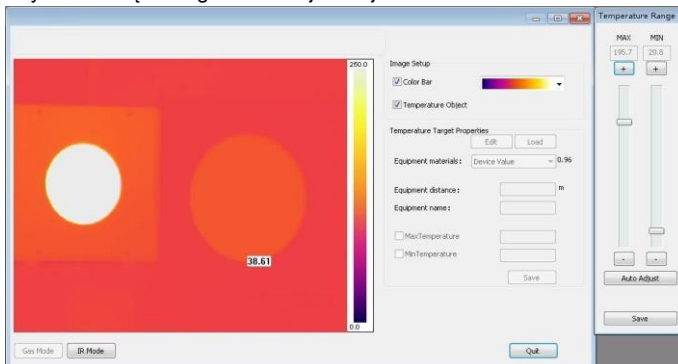 Temperature Range
MAX MIN
195.7 20.8
+ +
- -
Auto Adjust
Save
250.0
38.61
0.0
Image Setup
Color Bar
Temperature Object
Temperature Target Properties
Edit Load
Equipment materials: Device Value 0.96
Equipment distance: m
Equipment name:
MaxTemperature
MinTemperature
Save
Gas Mode IR Mode Quit